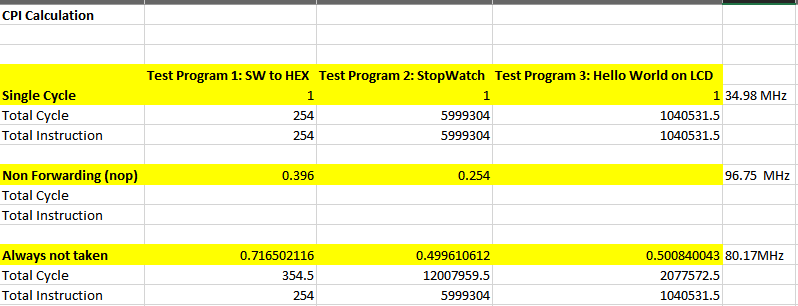 CPI Calculation
Test Program 1: SW to HEX Test Program 2: StopWatch Test Program 3: Hello World on LCD
Single Cycle 1 1 1 34.98 MHz
Total Cycle 254 5999304 1040531.5
Total Instruction 254 5999304 1040531.5
Non Forwarding (nop) 0.396 0.254 96.75 MHz
Total Cycle
Total Instruction
Always not taken 0.716502116 0.499610612 0.500840043 80.17MHz
Total Cycle 354.5 12007959.5 2077572.5
Total Instruction 254 5999304 1040531.5